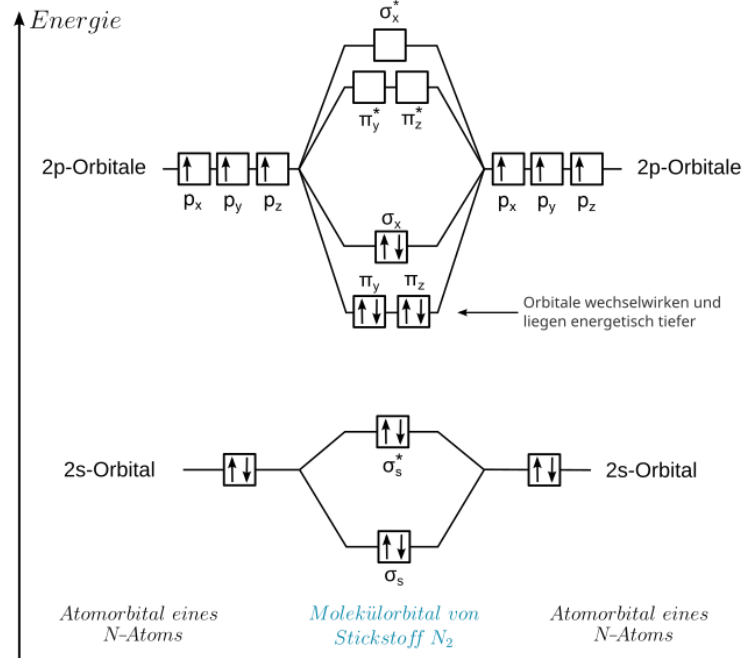 Energie
σx*
πy* πz*
2p-Orbitale
2p-Orbitale
px py pz
px py pz
σx
πy πz
Orbitale wechselwirken und
liegen energetisch tiefer
2s-Orbital
2s-Orbital
σs*
σs
Atomorbital eines
N-Atoms
Molekülorbital von
Stickstoff N2
Atomorbital eines
N-Atoms